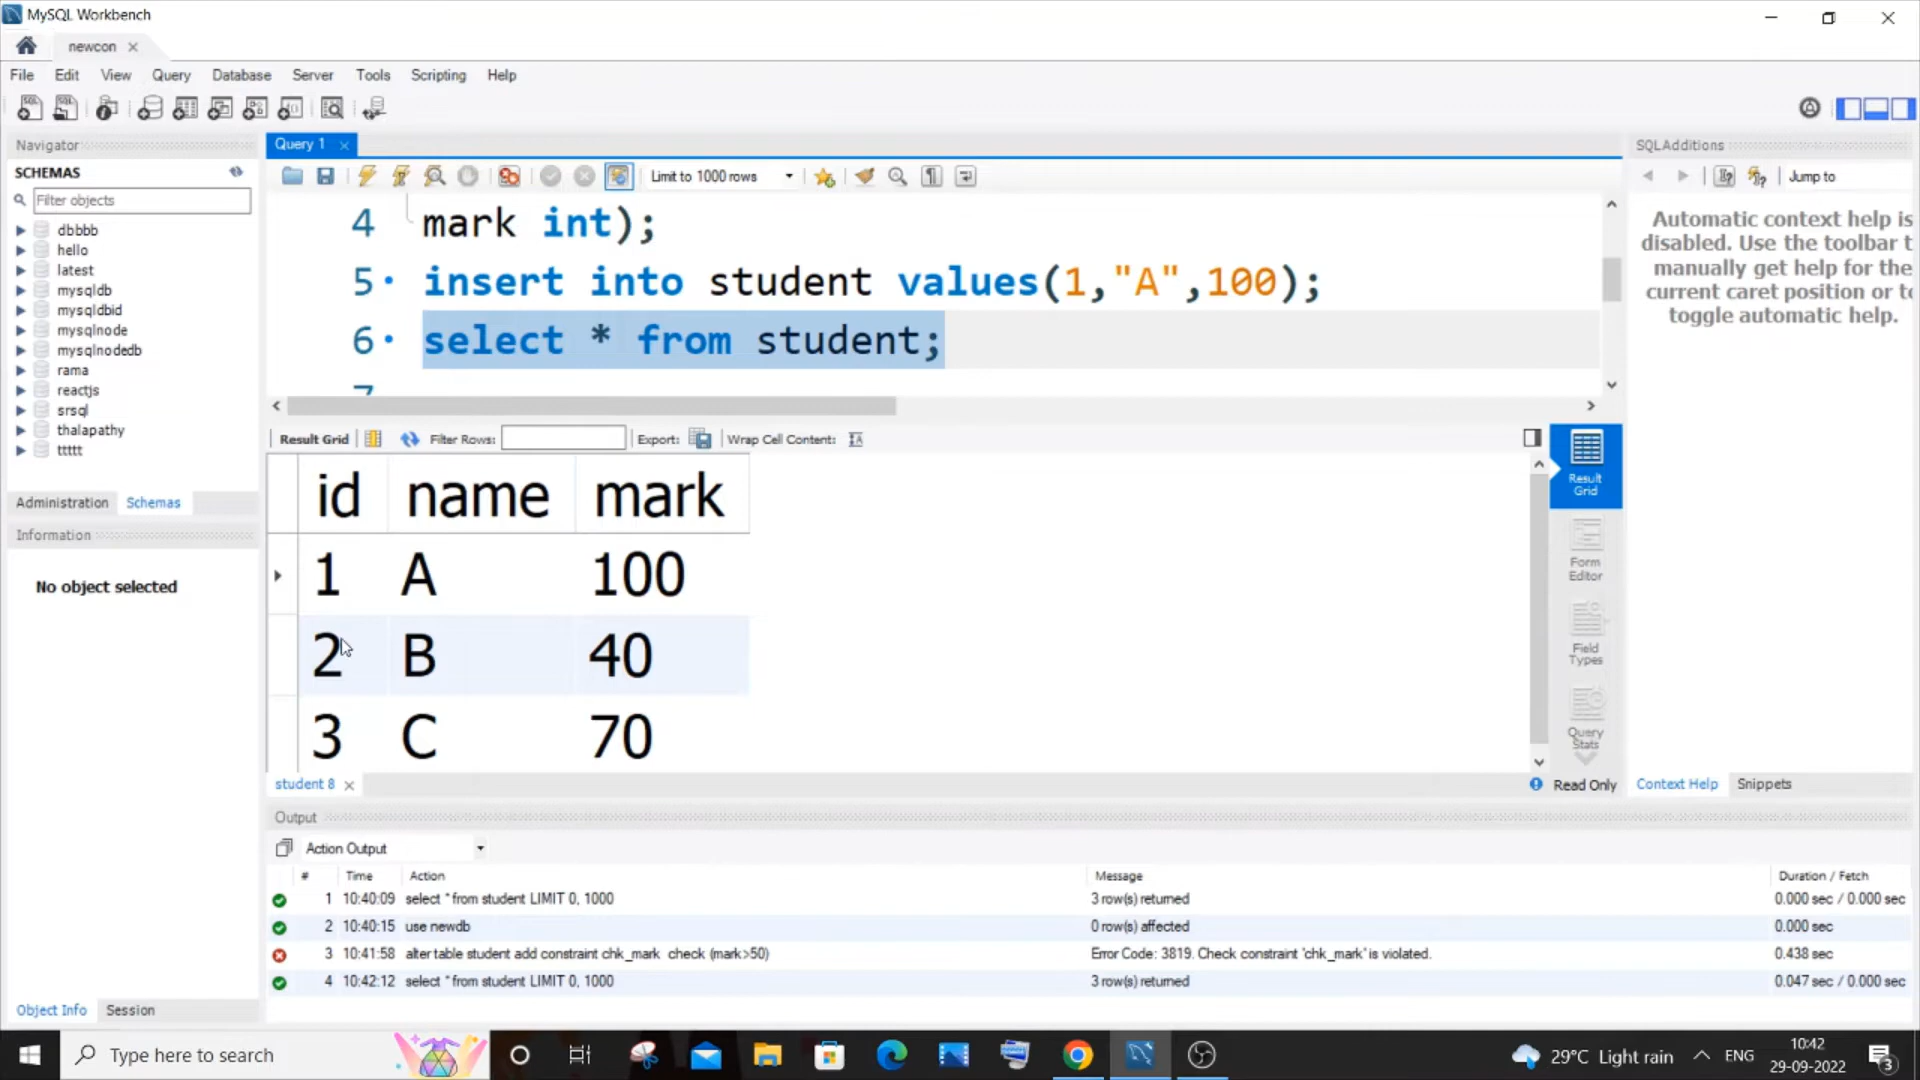 MySQL Workbench
newcon
File Edit View Query Database Server Tools Scripting Help
Navigator
SCHEMAS
Filter objects
dbbbb
hello
latest
mysqldb
mysqldbid
mysqlnode
mysqlnodedb
rama
reactjs
srsql
thalapathy
ttttt
Administration Schemas
Information
No object selected
Object Info Session
Query 1
Limit to 1000 rows
4 mark int);
5 insert into student values(1,"A",100);
6 select * from student;
7
Result Grid Filter Rows: Export: Wrap Cell Content:
id name mark
1 A 100
2 B 40
3 C 70
student 8
Result
Grid
Form
Editor
Field
Types
Query
Stats
Read Only
SQLAdditions
Jump to
Automatic context help is
disabled. Use the toolbar t
manually get help for the
current caret position or to
toggle automatic help.
Context Help Snippets
Output
Action Output
# Time Action Message Duration / Fetch
1 10:40:09 select * from student LIMIT 0, 1000 3 row(s) returned 0.000 sec / 0.000 sec
2 10:40:15 use newdb 0 row(s) affected 0.000 sec
3 10:41:58 alter table student add constraint chk_mark check (mark>50) Error Code: 3819. Check constraint 'chk_mark' is violated. 0.438 sec
4 10:42:12 select * from student LIMIT 0, 1000 3 row(s) returned 0.047 sec / 0.000 sec
Type here to search
29°C Light rain
ENG
10:42
29-09-2022
3